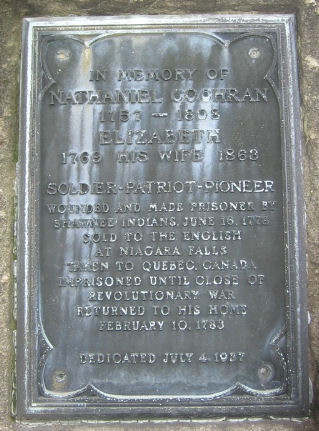 IN MEMORY OF
NATHANIEL COCHRAN
1757 – 1808
ELIZABETH
1769 HIS WIFE 1863
SOLDIER-PATRIOT-PIONEER
WOUNDED AND MADE PRISONER BY
SHAWNEE INDIANS, JUNE 16, 1778
SOLD TO THE ENGLISH
AT NIAGARA FALLS
TAKEN TO QUEBEC, CANADA
IMPRISONED UNTIL CLOSE OF
REVOLUTIONARY WAR
RETURNED TO HIS HOME
FEBRUARY 10, 1783
DEDICATED JULY 4, 1937